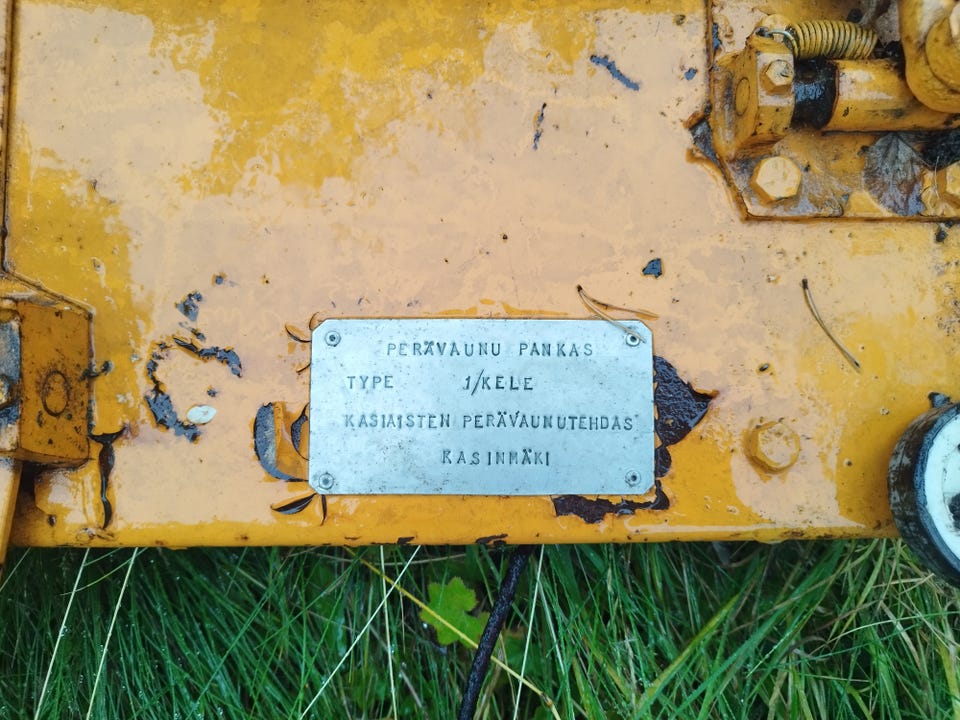 PERÄVAUNU PANKAS
TYPE 1/KELE
KASIAISTEN PERÄVAUNUTEHDAS
KASINMÄKI